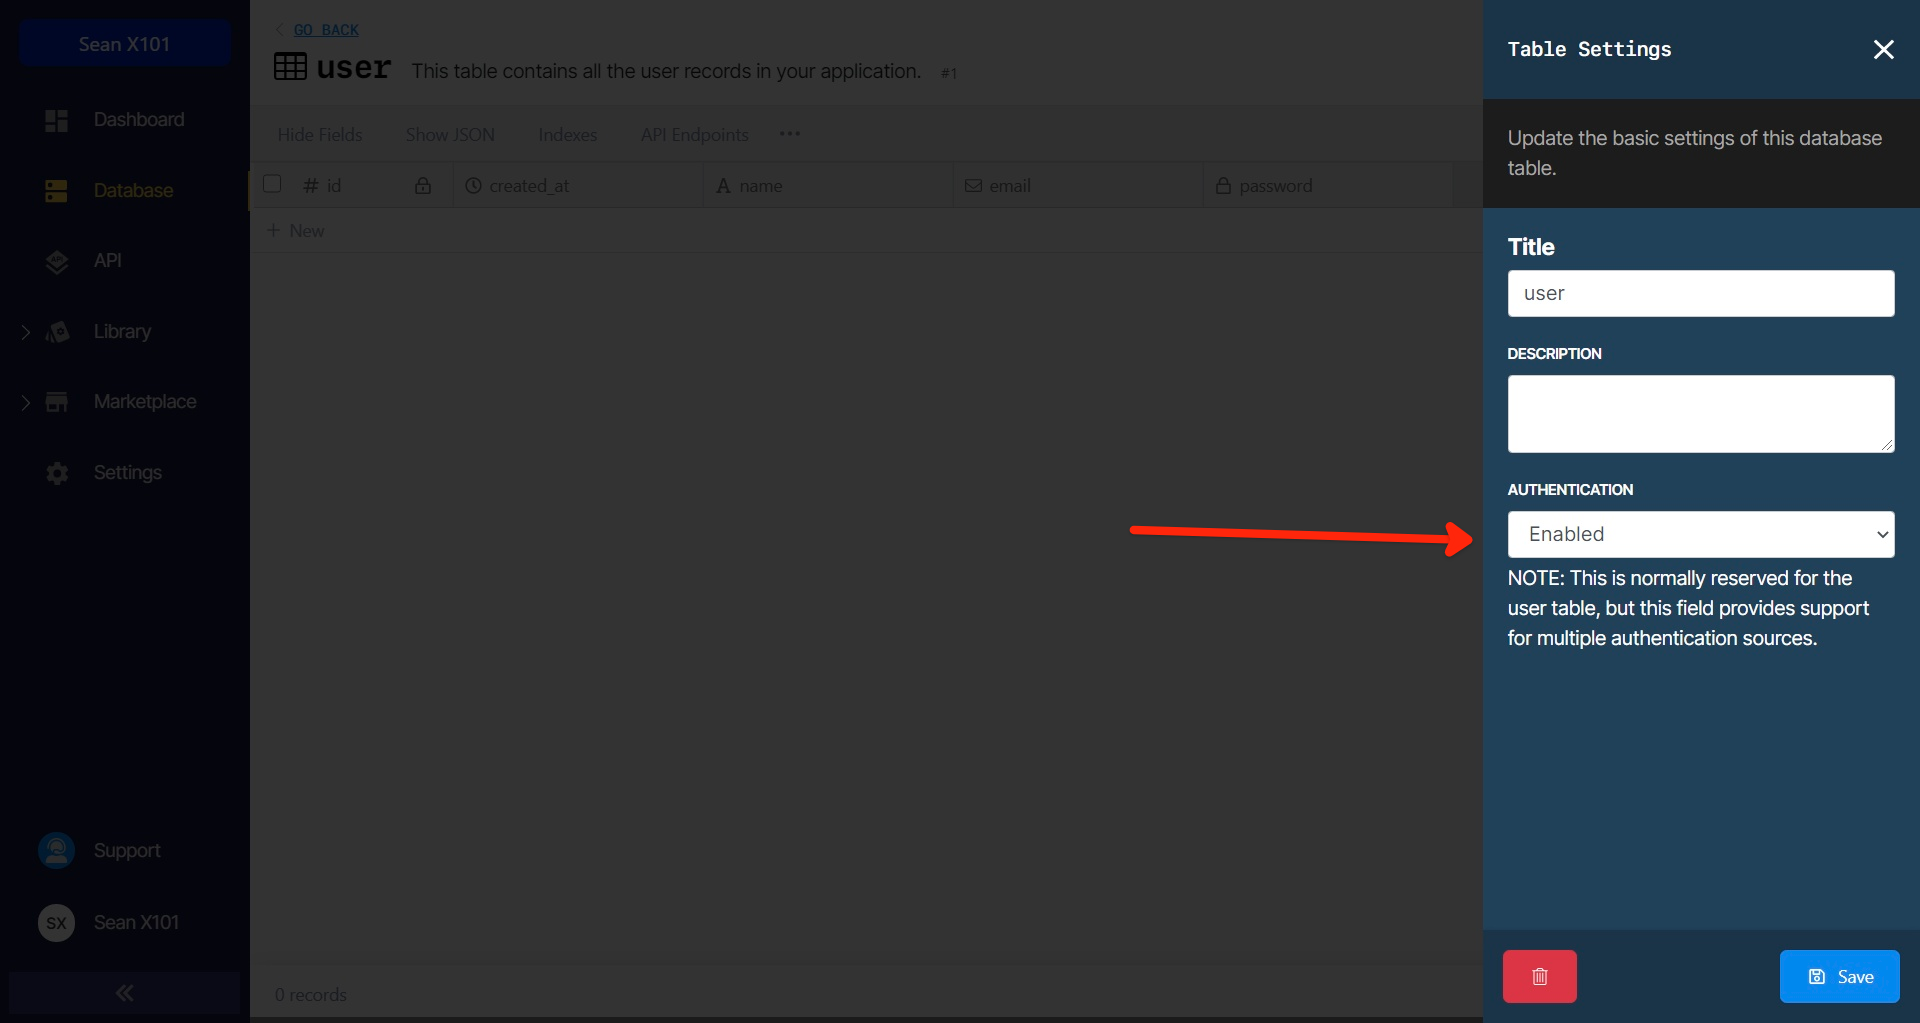 Sean X101
Dashboard
Database
API
Library
Marketplace
Settings
Support
SX
Sean X101
GO BACK
user This table contains all the user records in your application. #1
Hide Fields Show JSON Indexes API Endpoints •••
# id created_at A name email password
+ New
0 records
Table Settings
Update the basic settings of this database
table.
Title
user
DESCRIPTION
AUTHENTICATION
Enabled
NOTE: This is normally reserved for the
user table, but this field provides support
for multiple authentication sources.
Save